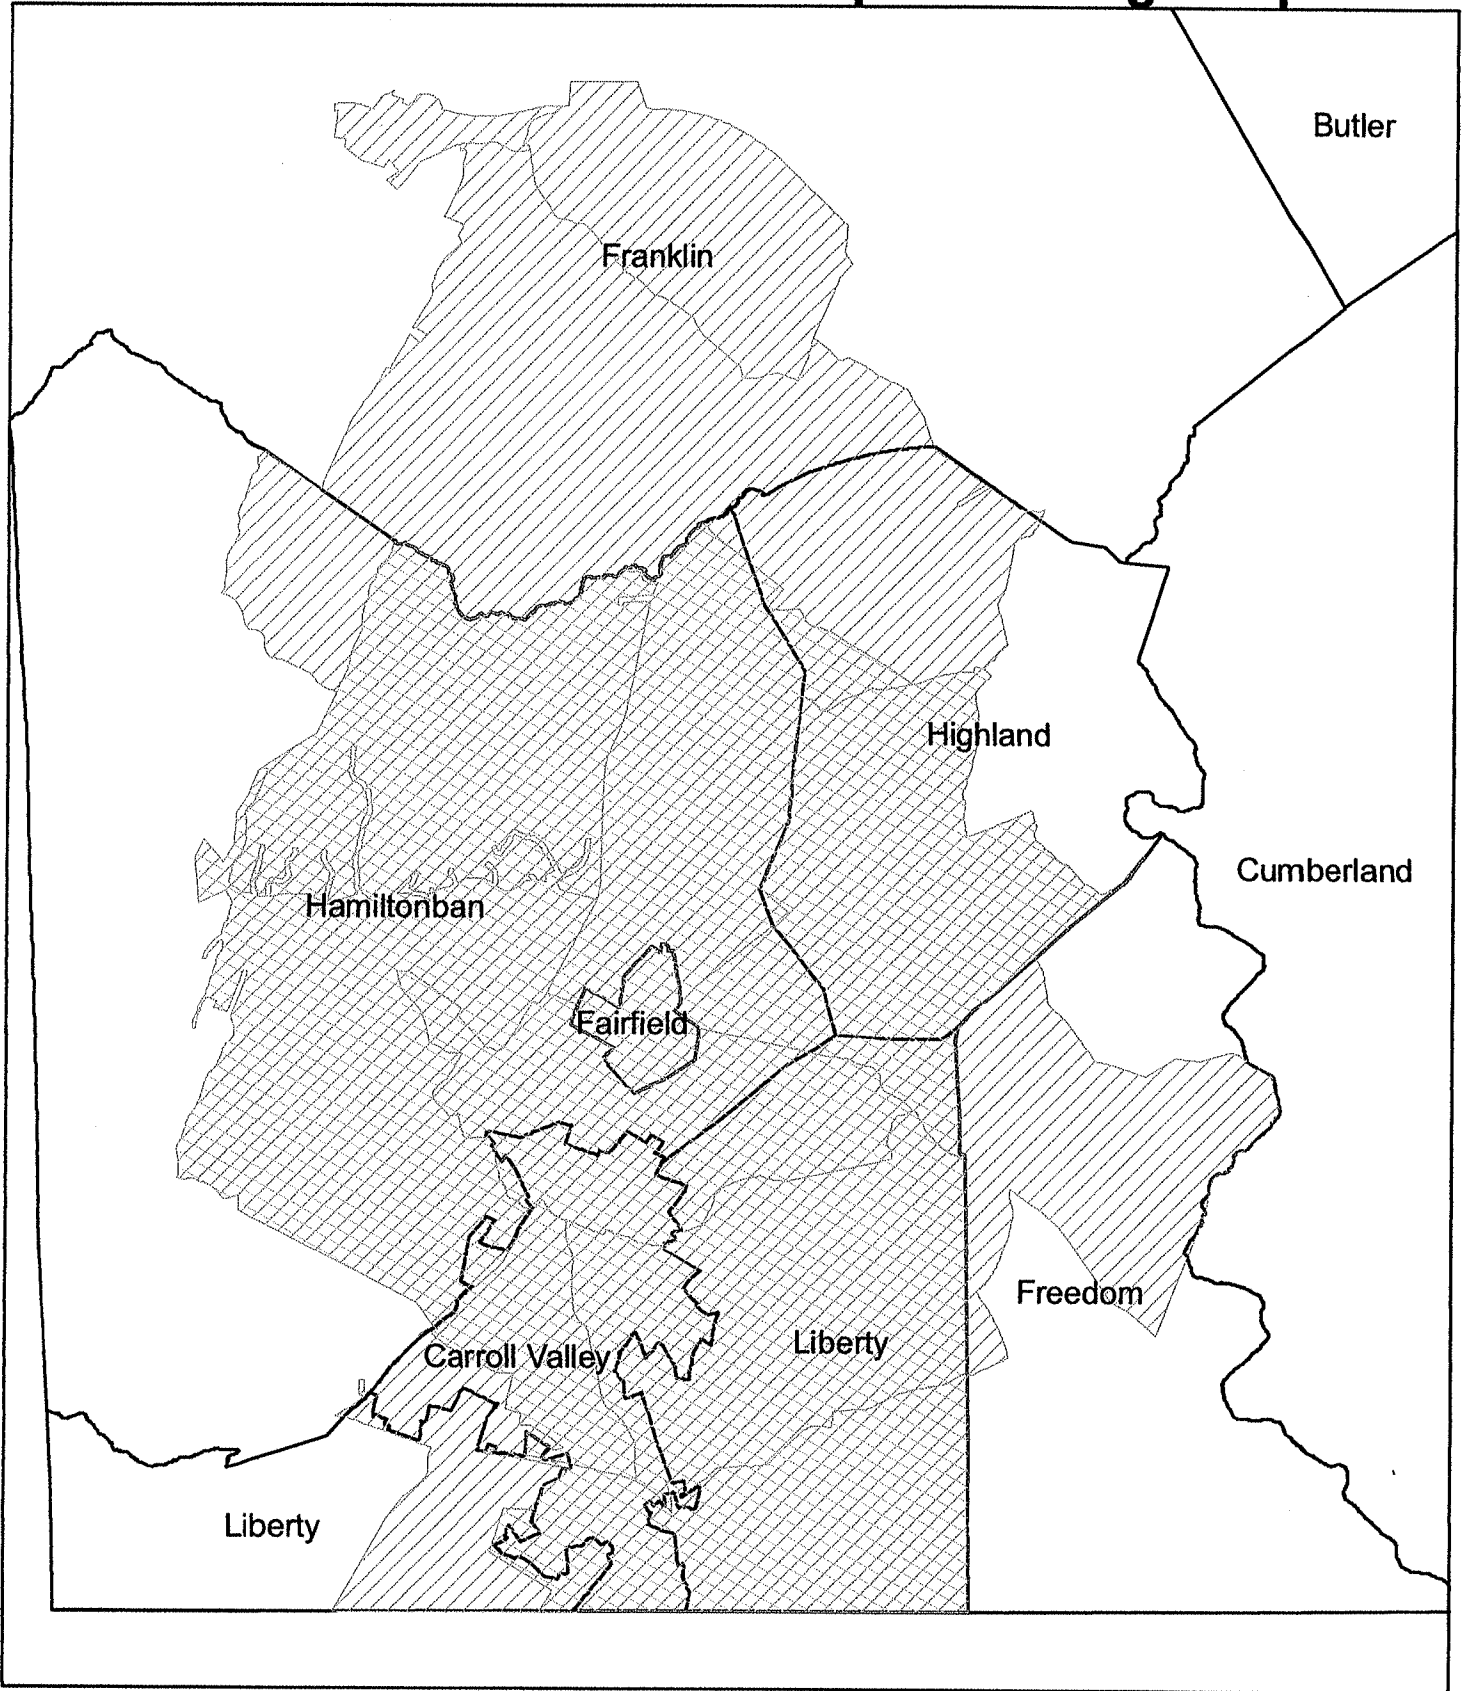 Butler
Franklin
Highland
Cumberland
Hamiltonban
Fairfield
Freedom
Liberty
Carroll Valley
Liberty